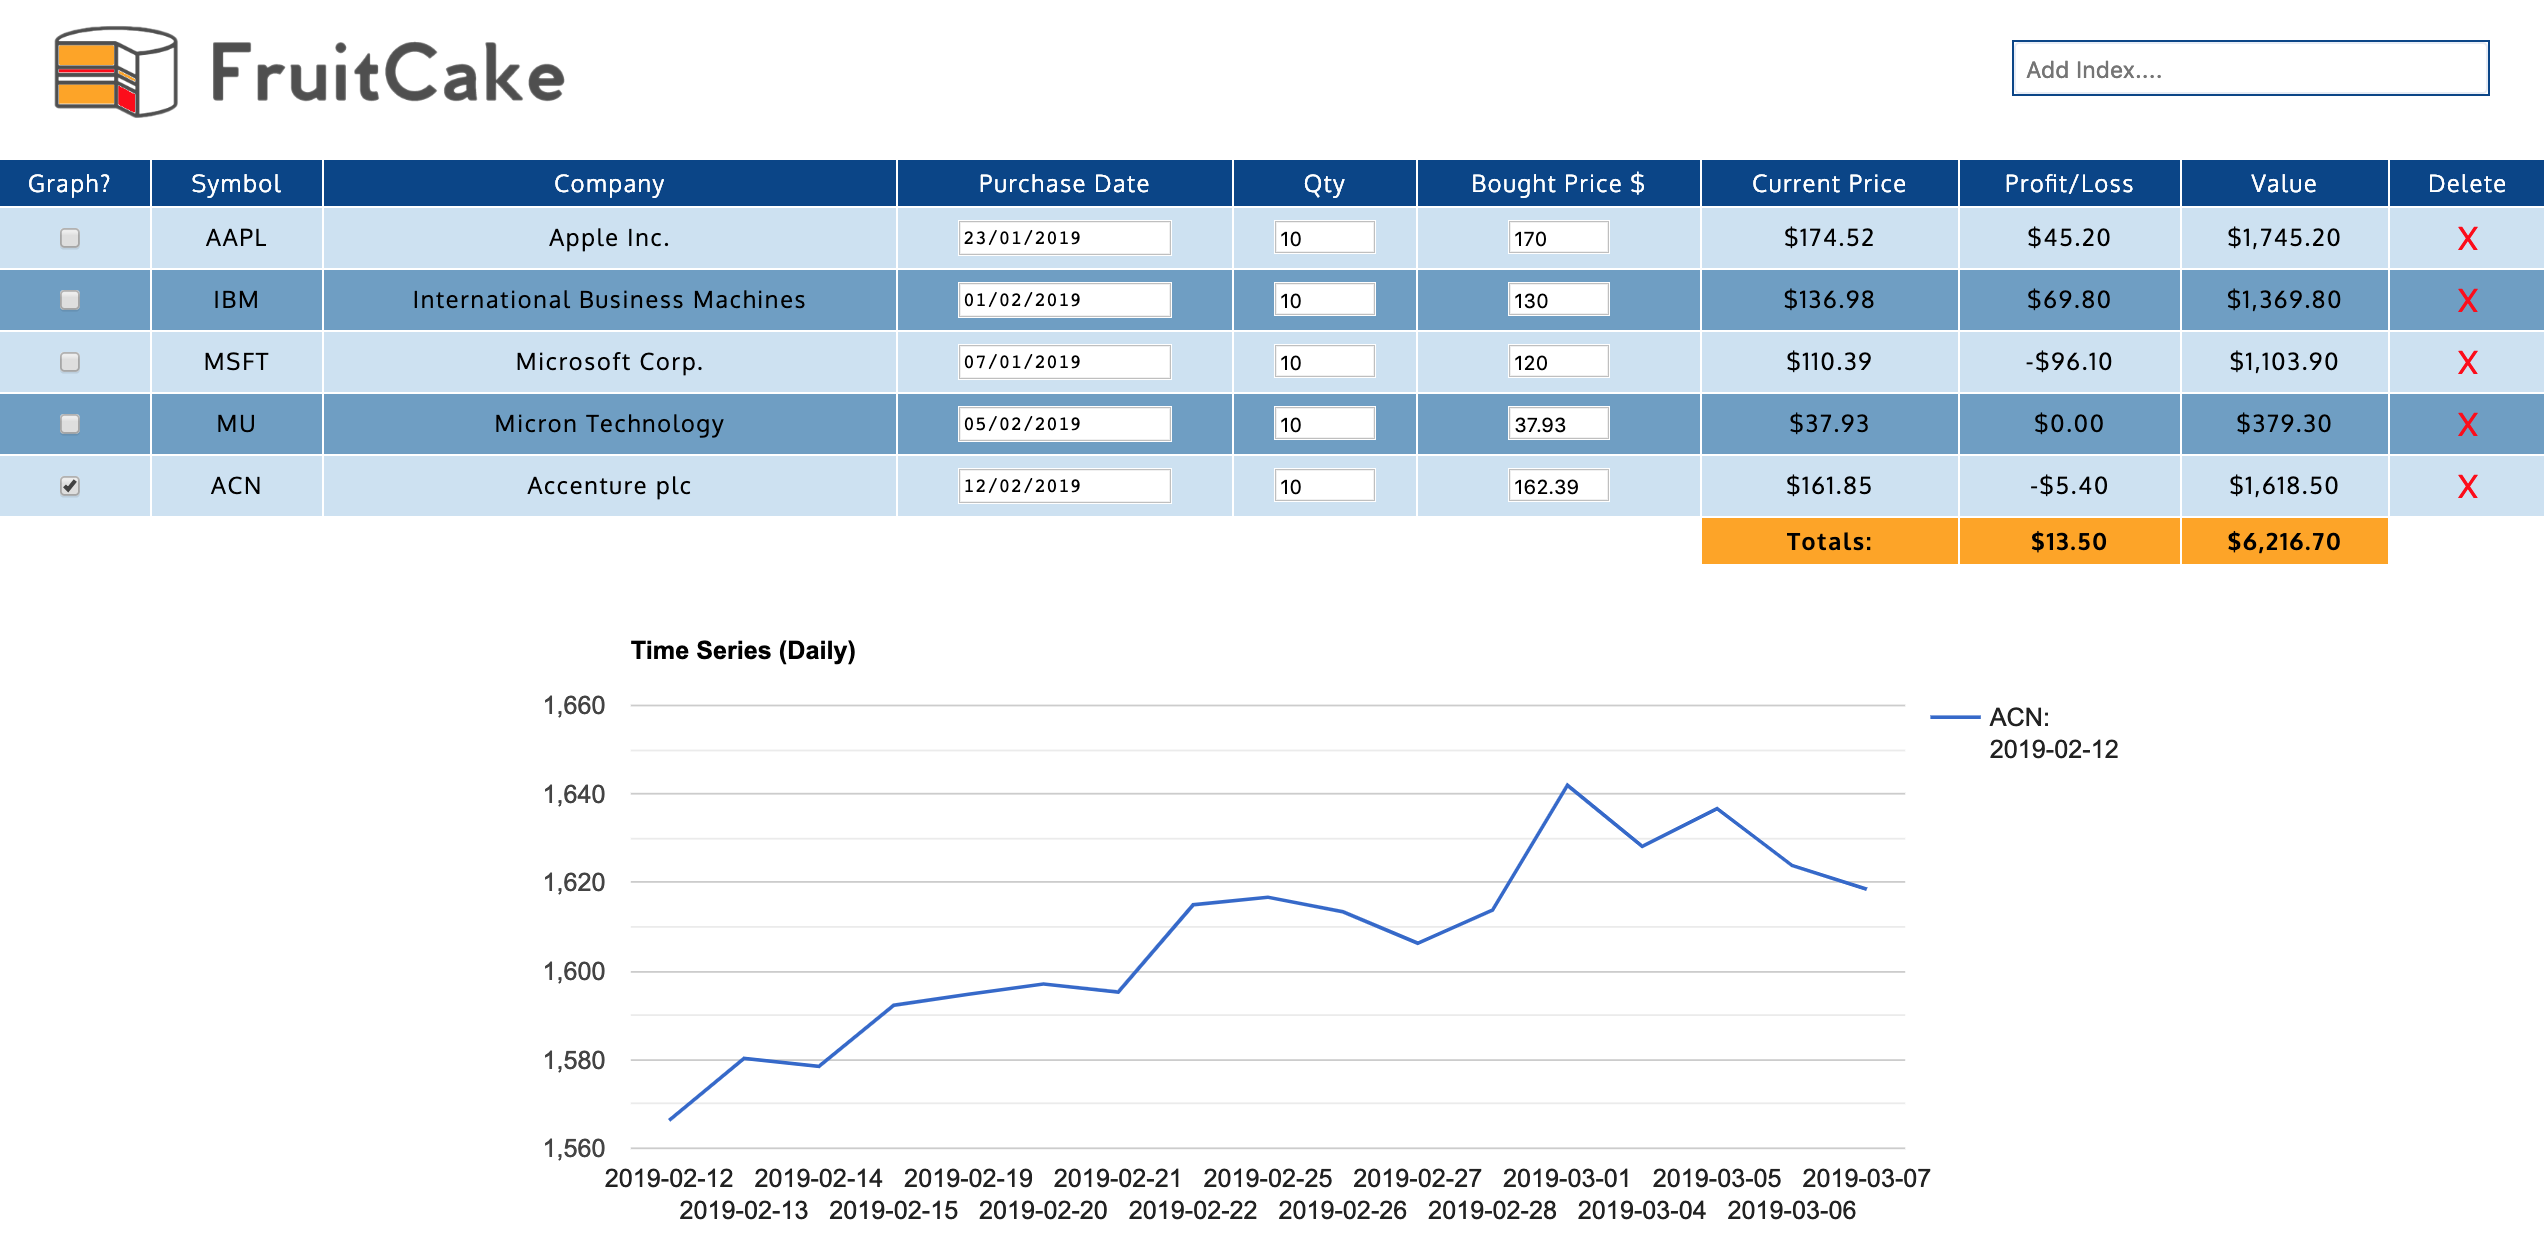 FruitCake
Add Index....
Graph? Symbol Company Purchase Date Qty Bought Price $ Current Price Profit/Loss Value Delete
AAPL Apple Inc. 23/01/2019 10 170 $174.52 $45.20 $1,745.20 X
IBM International Business Machines 01/02/2019 10 130 $136.98 $69.80 $1,369.80 X
MSFT Microsoft Corp. 07/01/2019 10 120 $110.39 -$96.10 $1,103.90 X
MU Micron Technology 05/02/2019 10 37.93 $37.93 $0.00 $379.30 X
ACN Accenture plc 12/02/2019 10 162.39 $161.85 -$5.40 $1,618.50 X
Totals: $13.50 $6,216.70
Time Series (Daily)
1,660
ACN:
2019-02-12
1,640
1,620
1,600
1,580
1,560
2019-02-12 2019-02-14 2019-02-19 2019-02-21 2019-02-25 2019-02-27 2019-03-01 2019-03-05 2019-03-07
2019-02-13 2019-02-15 2019-02-20 2019-02-22 2019-02-26 2019-02-28 2019-03-04 2019-03-06